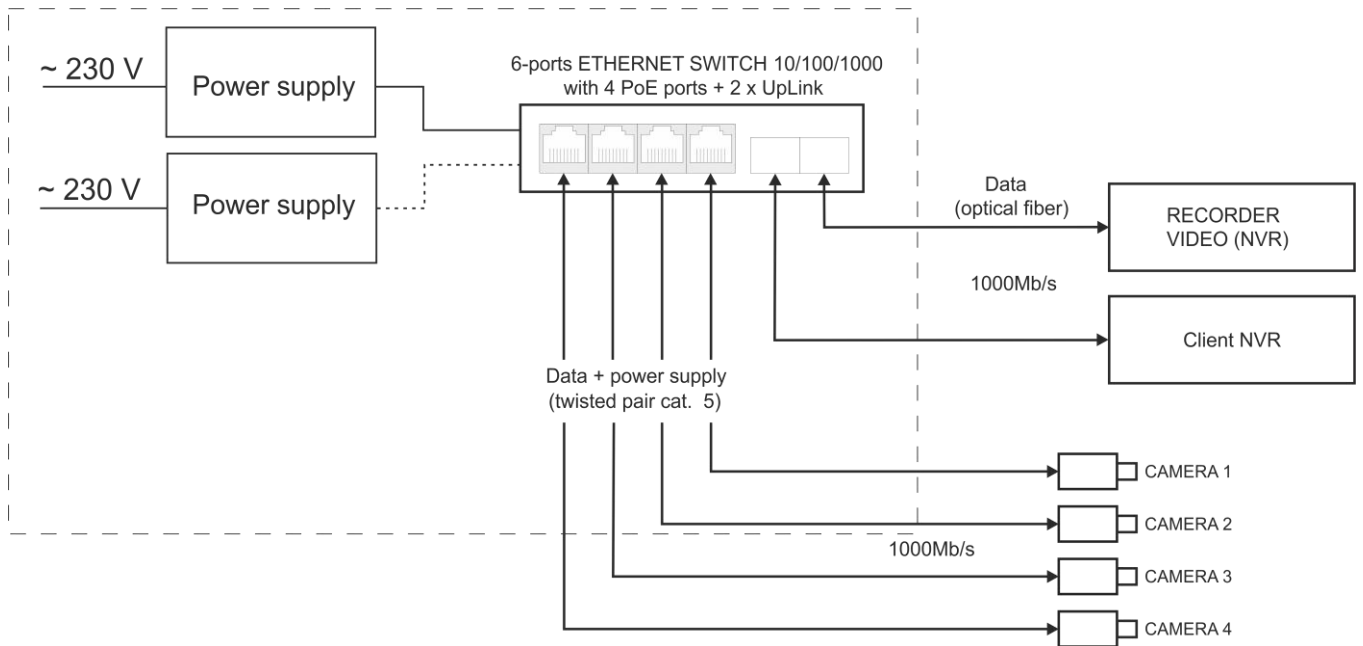 ~ 230 V
Power supply
~ 230 V
Power supply
6-ports ETHERNET SWITCH 10/100/1000
with 4 PoE ports + 2 x UpLink
Data
(optical fiber)
RECORDER
VIDEO (NVR)
1000Mb/s
Client NVR
Data + power supply
(twisted pair cat. 5)
CAMERA 1
CAMERA 2
1000Mb/s
CAMERA 3
CAMERA 4